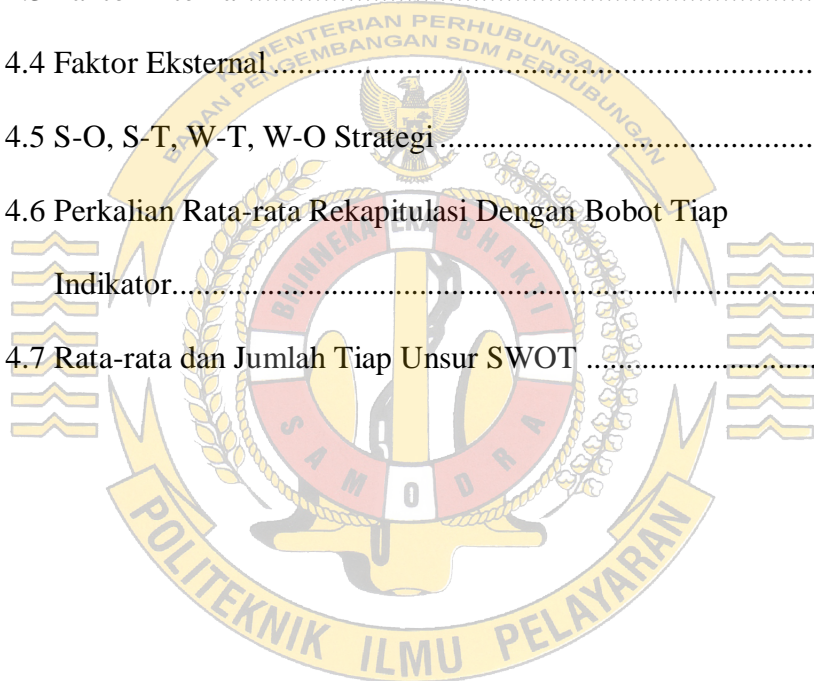 4.4 Faktor Eksternal ........................................................................
4.5 S-O, S-T, W-T, W-O Strategi ................................................
4.6 Perkalian Rata-rata Rekapitulasi Dengan Bobot Tiap
Indikator.......................................................................................
4.7 Rata-rata dan Jumlah Tiap Unsur SWOT .............................
KEMENTERIAN PERHUBUNGAN
BADAN PENGEMBANGAN SDM PERHUBUNGAN
BHINNEKA ERA BHAKTI
SAMODRA
POLITEKNIK ILMU PELAYARAN